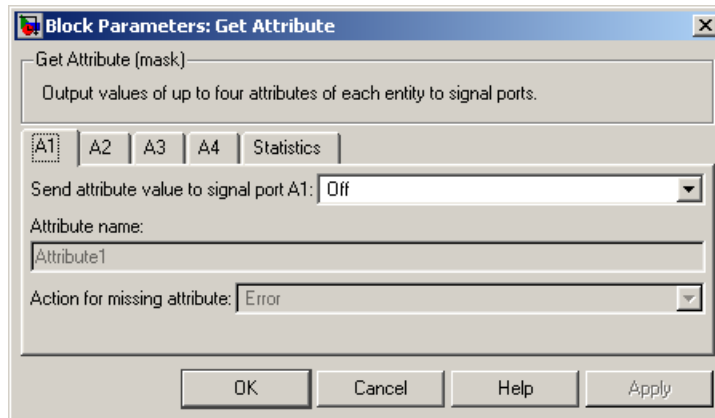 Block Parameters: Get Attribute
Get Attribute (mask)
Output values of up to four attributes of each entity to signal ports.
A1 A2 A3 A4 Statistics
Send attribute value to signal port A1: Off
Attribute name:
Attribute1
Action for missing attribute: Error
OK Cancel Help Apply